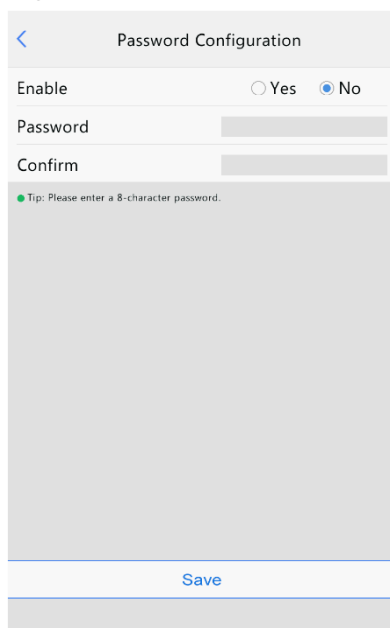 Password Configuration
Enable Yes No
Password
Confirm
Tip: Please enter a 8-character password.
Save